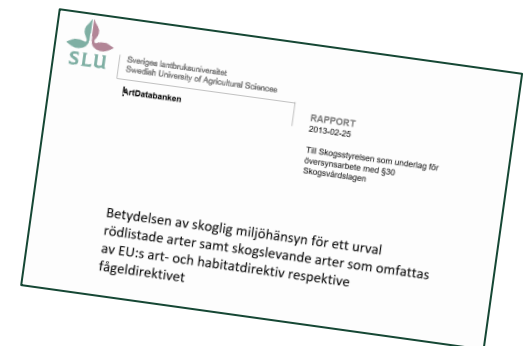 SLU
Sveriges lantbruksuniversitet
Swedish University of Agricultural Sciences
ArtDatabanken
RAPPORT
2013-02-25
Till Skogsstyrelsen som underlag för
översynsarbete med §30
Skogsvårdslagen
Betydelsen av skoglig miljöhänsyn för ett urval
rödlistade arter samt skogslevande arter som omfattas
av EU:s art- och habitatdirektiv respektive
fågeldirektivet